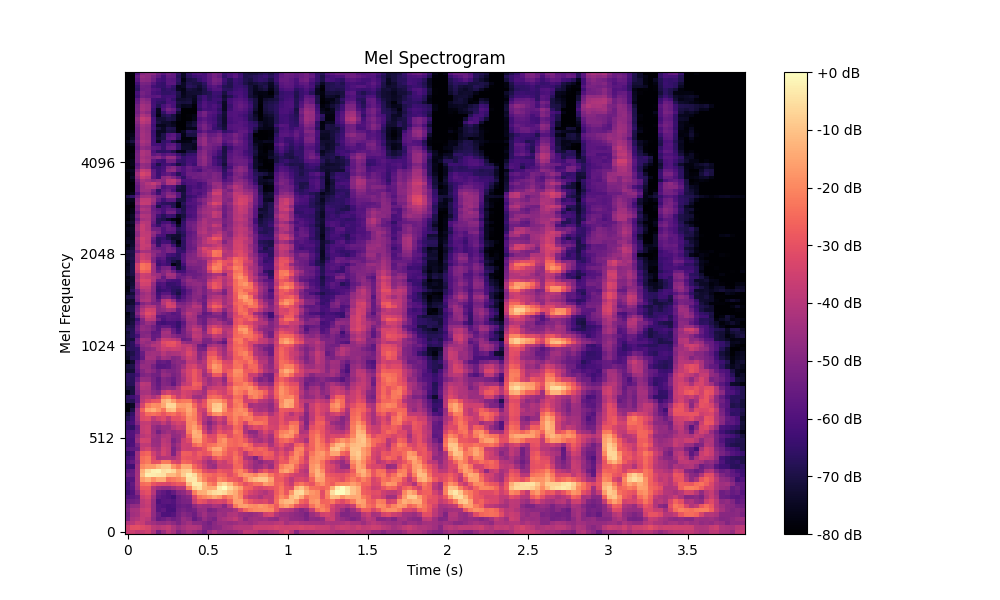 Mel Spectrogram
+0 dB
-10 dB
-20 dB
-30 dB
-40 dB
-50 dB
-60 dB
-70 dB
-80 dB
Mel Frequency
4096
2048
1024
512
0
0 0.5 1 1.5 2 2.5 3 3.5
Time (s)